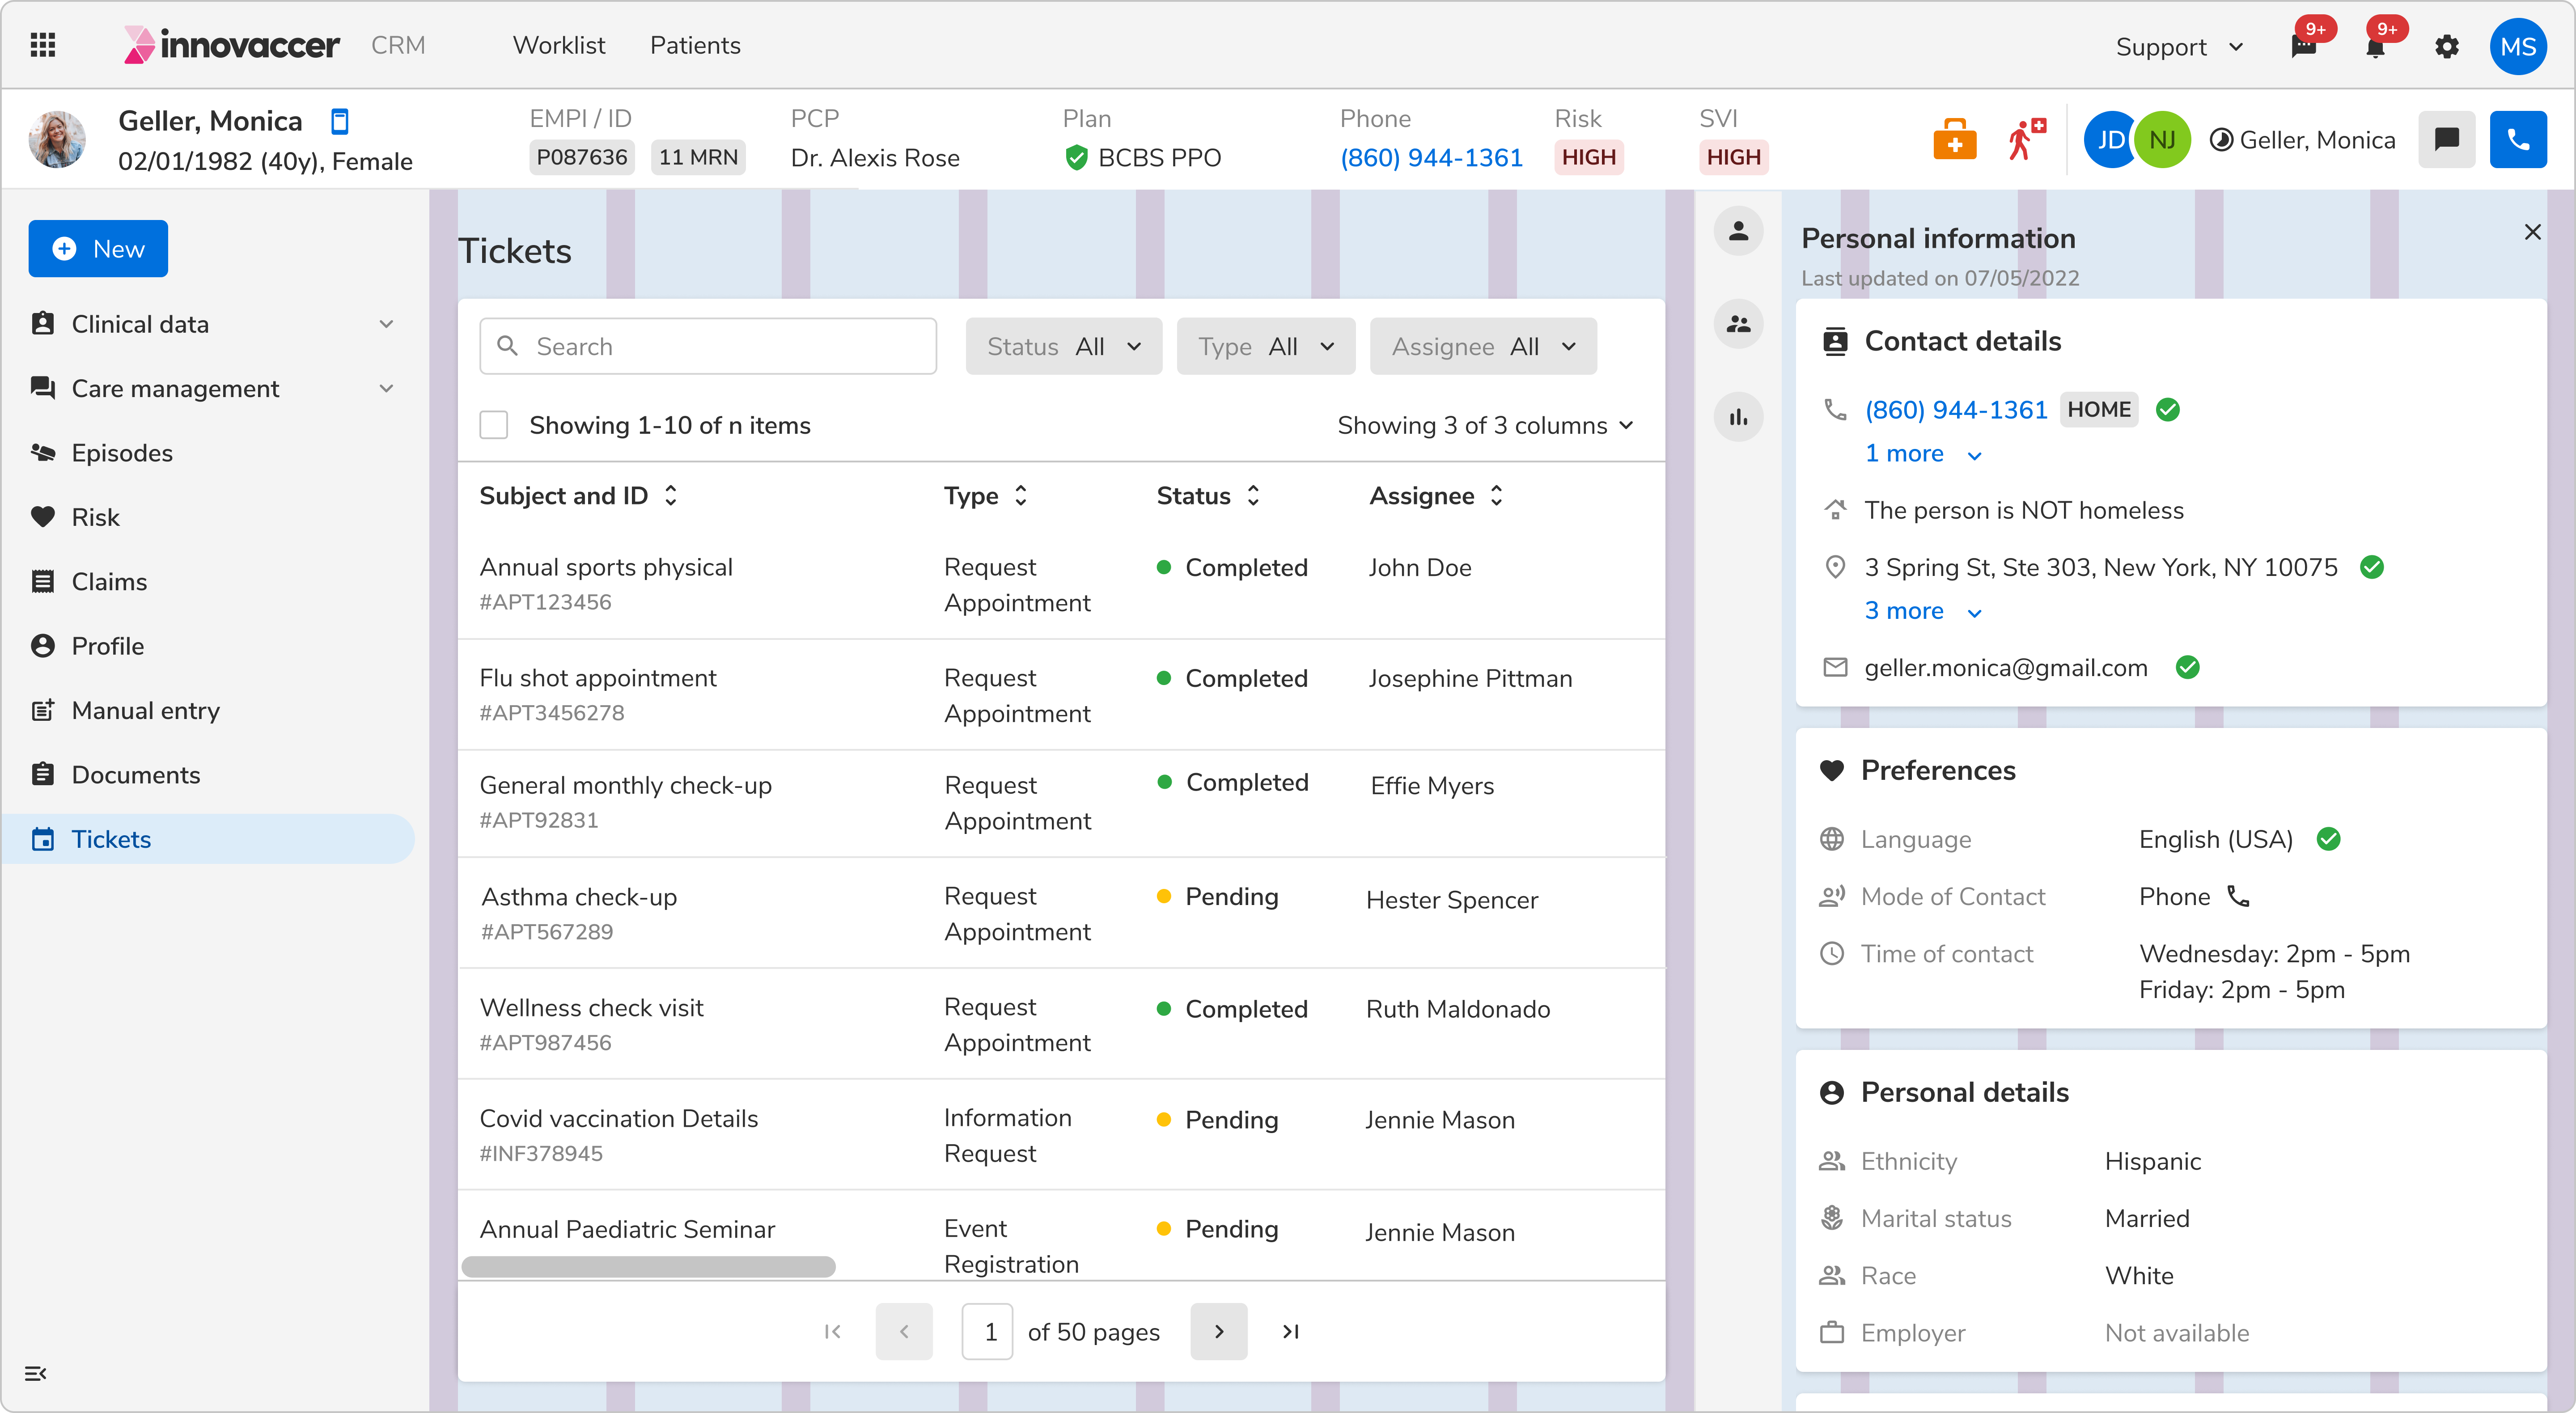 innovaccer CRM Worklist Patients Support 9+ 9+ MS
Geller, Monica
02/01/1982 (40y), Female
EMPI / ID
P087636 11 MRN
PCP
Dr. Alexis Rose
Plan
BCBS PPO
Phone
(860) 944-1361
Risk
HIGH
SVI
HIGH
JD NJ Geller, Monica
New
Clinical data
Care management
Episodes
Risk
Claims
Profile
Manual entry
Documents
Tickets
Tickets
Search
Status All
Type All
Assignee All
Showing 1-10 of n items
Showing 3 of 3 columns
Subject and ID Type Status Assignee
Annual sports physical
#APT123456
Request
Appointment
Completed
John Doe
Flu shot appointment
#APT3456278
Request
Appointment
Completed
Josephine Pittman
General monthly check-up
#APT92831
Request
Appointment
Completed
Effie Myers
Asthma check-up
#APT567289
Request
Appointment
Pending
Hester Spencer
Wellness check visit
#APT987456
Request
Appointment
Completed
Ruth Maldonado
Covid vaccination Details
#INF378945
Information
Request
Pending
Jennie Mason
Annual Paediatric Seminar
Event
Registration
Pending
Jennie Mason
1 of 50 pages
Personal information
Last updated on 07/05/2022
Contact details
(860) 944-1361 HOME
1 more
The person is NOT homeless
3 Spring St, Ste 303, New York, NY 10075
3 more
geller.monica@gmail.com
Preferences
Language English (USA)
Mode of Contact Phone
Time of contact Wednesday: 2pm - 5pm
Friday: 2pm - 5pm
Personal details
Ethnicity Hispanic
Marital status Married
Race White
Employer Not available